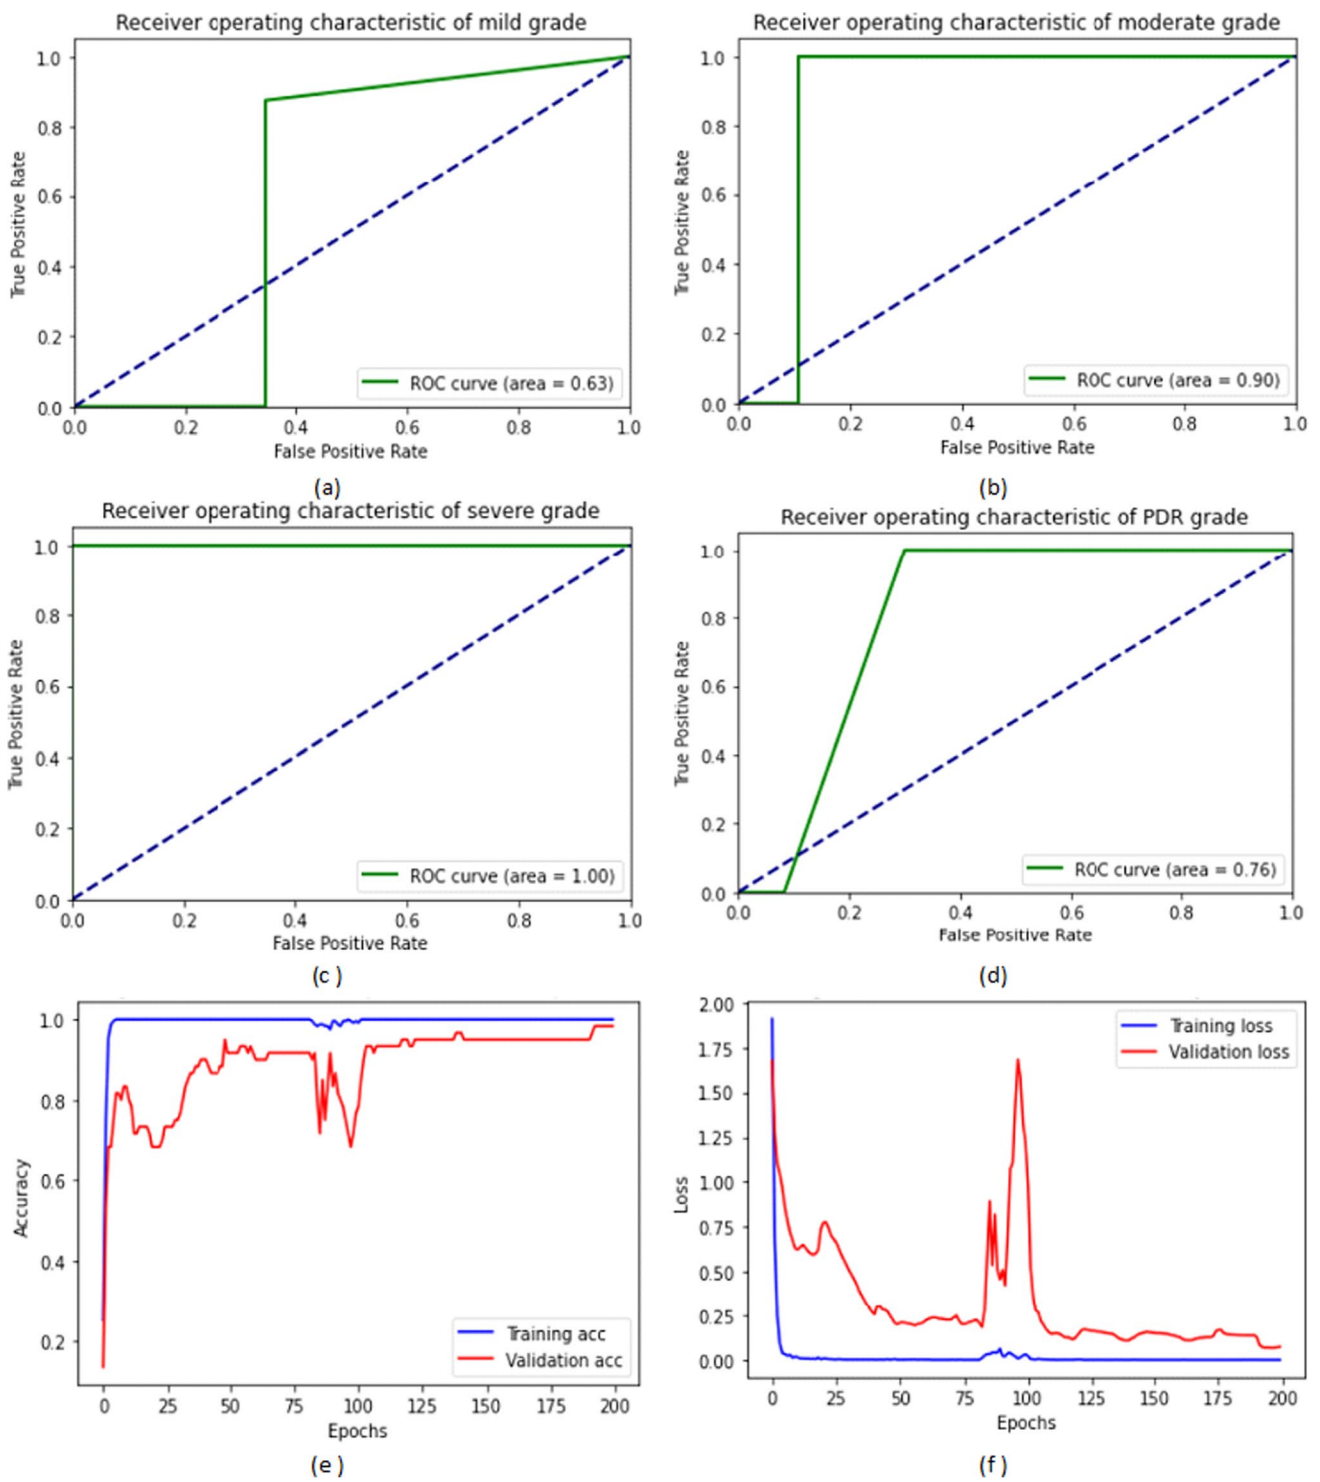 Receiver operating characteristic of mild grade
1.0
0.8
0.6
0.4
0.2
0.0
True Positive Rate
ROC curve (area = 0.63)
0.0 0.2 0.4 0.6 0.8 1.0
False Positive Rate
(a)
Receiver operating characteristic of moderate grade
1.0
0.8
0.6
0.4
0.2
0.0
True Positive Rate
ROC curve (area = 0.90)
0.0 0.2 0.4 0.6 0.8 1.0
False Positive Rate
(b)
Receiver operating characteristic of severe grade
1.0
0.8
0.6
0.4
0.2
0.0
True Positive Rate
ROC curve (area = 1.00)
0.0 0.2 0.4 0.6 0.8 1.0
False Positive Rate
(c )
Receiver operating characteristic of PDR grade
1.0
0.8
0.6
0.4
0.2
0.0
True Positive Rate
ROC curve (area = 0.76)
0.0 0.2 0.4 0.6 0.8 1.0
False Positive Rate
(d)
1.0
0.8
0.6
0.4
0.2
Accuracy
Training acc
Validation acc
0 25 50 75 100 125 150 175 200
Epochs
(e )
2.00
1.75
1.50
1.25
1.00
0.75
0.50
0.25
0.00
Loss
Training loss
Validation loss
0 25 50 75 100 125 150 175 200
Epochs
(f )